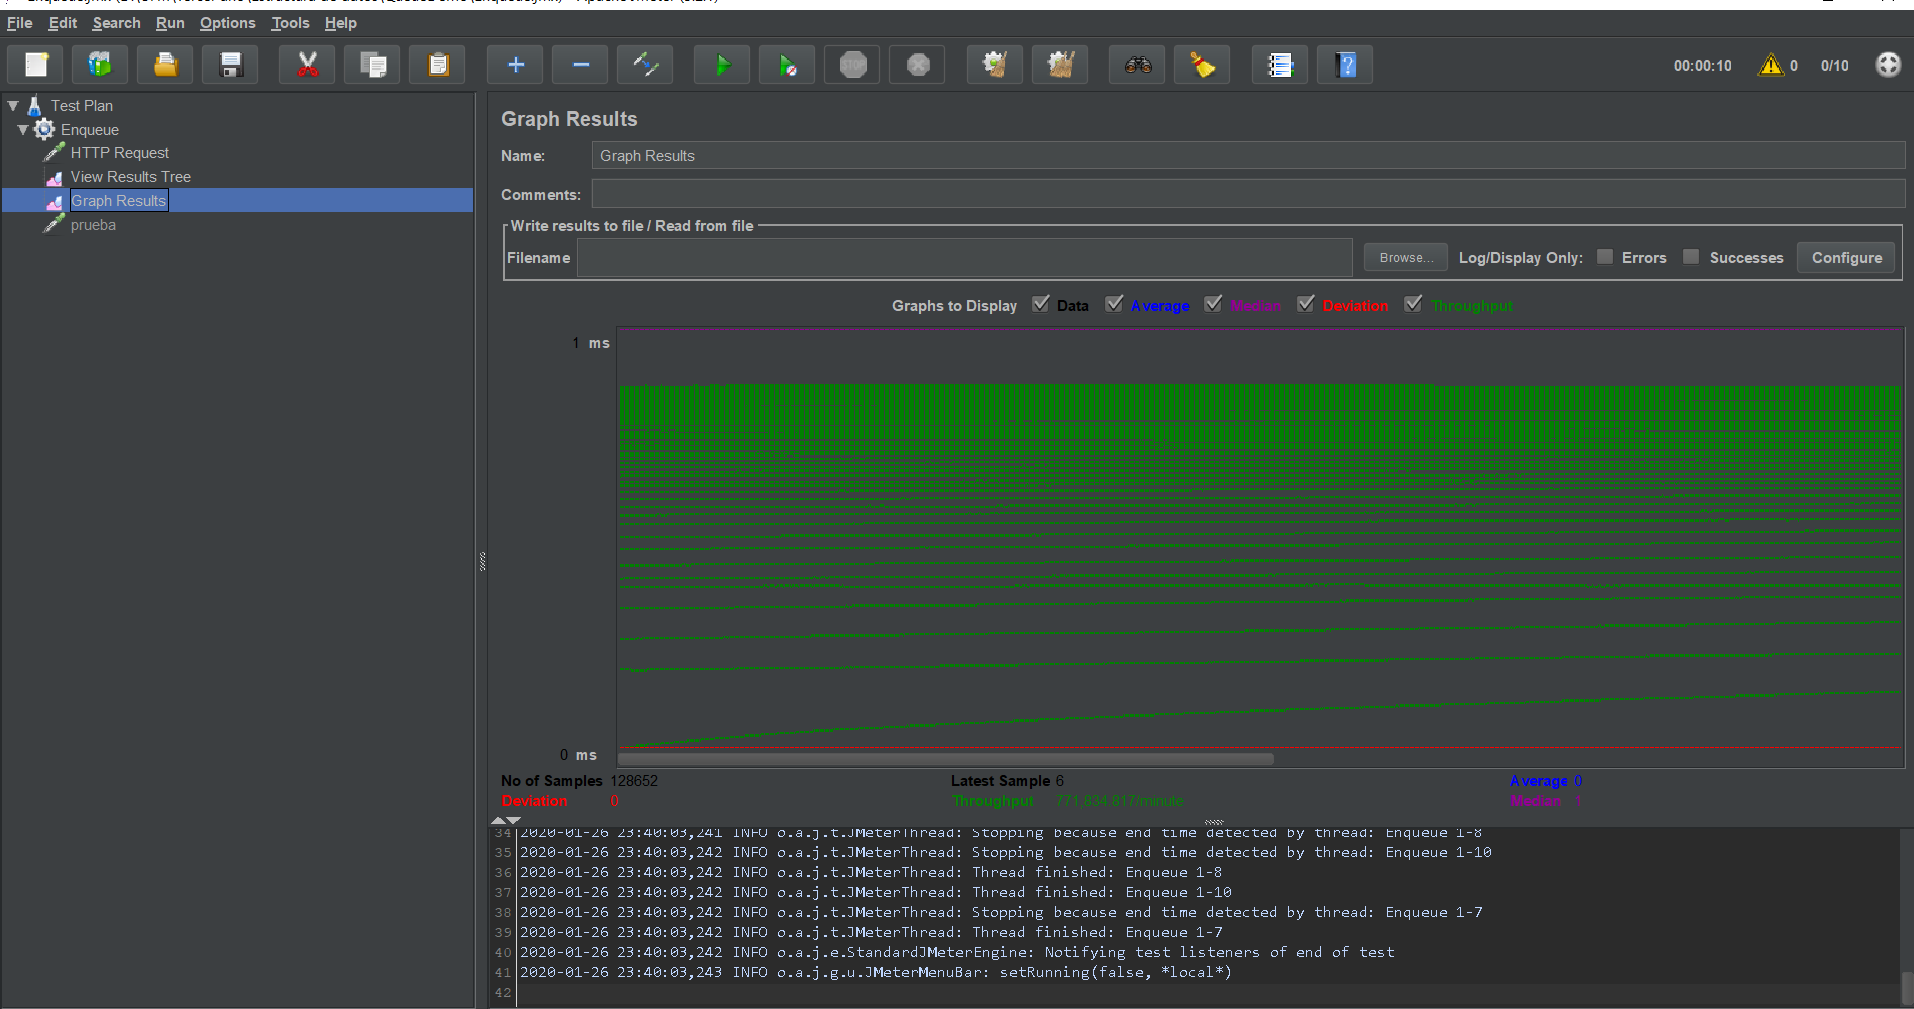 File Edit Search Run Options Tools Help
00:00:10 0 0/10
Test Plan
Enqueue
HTTP Request
View Results Tree
Graph Results
prueba
Graph Results
Name: Graph Results
Comments:
Write results to file / Read from file
Filename Browse... Log/Display Only: Errors Successes Configure
Graphs to Display Data Average Median Deviation Throughput
1 ms
0 ms
No of Samples 128652 Latest Sample 6 Average 0
Deviation 0 Throughput 771,834.817/minute Median 1
34 2020-01-26 23:40:03,241 INFO o.a.j.t.JMeterThread: Stopping because end time detected by thread: Enqueue 1-8
35 2020-01-26 23:40:03,242 INFO o.a.j.t.JMeterThread: Stopping because end time detected by thread: Enqueue 1-10
36 2020-01-26 23:40:03,242 INFO o.a.j.t.JMeterThread: Thread finished: Enqueue 1-8
37 2020-01-26 23:40:03,242 INFO o.a.j.t.JMeterThread: Thread finished: Enqueue 1-10
38 2020-01-26 23:40:03,242 INFO o.a.j.t.JMeterThread: Stopping because end time detected by thread: Enqueue 1-7
39 2020-01-26 23:40:03,242 INFO o.a.j.t.JMeterThread: Thread finished: Enqueue 1-7
40 2020-01-26 23:40:03,242 INFO o.a.j.e.StandardJMeterEngine: Notifying test listeners of end of test
41 2020-01-26 23:40:03,243 INFO o.a.j.g.u.JMeterMenuBar: setRunning(false, *local*)
42